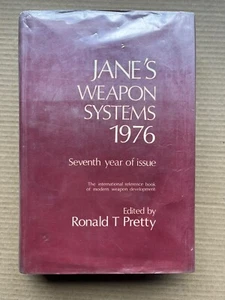 JANE'S
WEAPON
SYSTEMS
1976
Seventh year of issue
The international reference book
of modern weapon development
Edited by
Ronald T Pretty